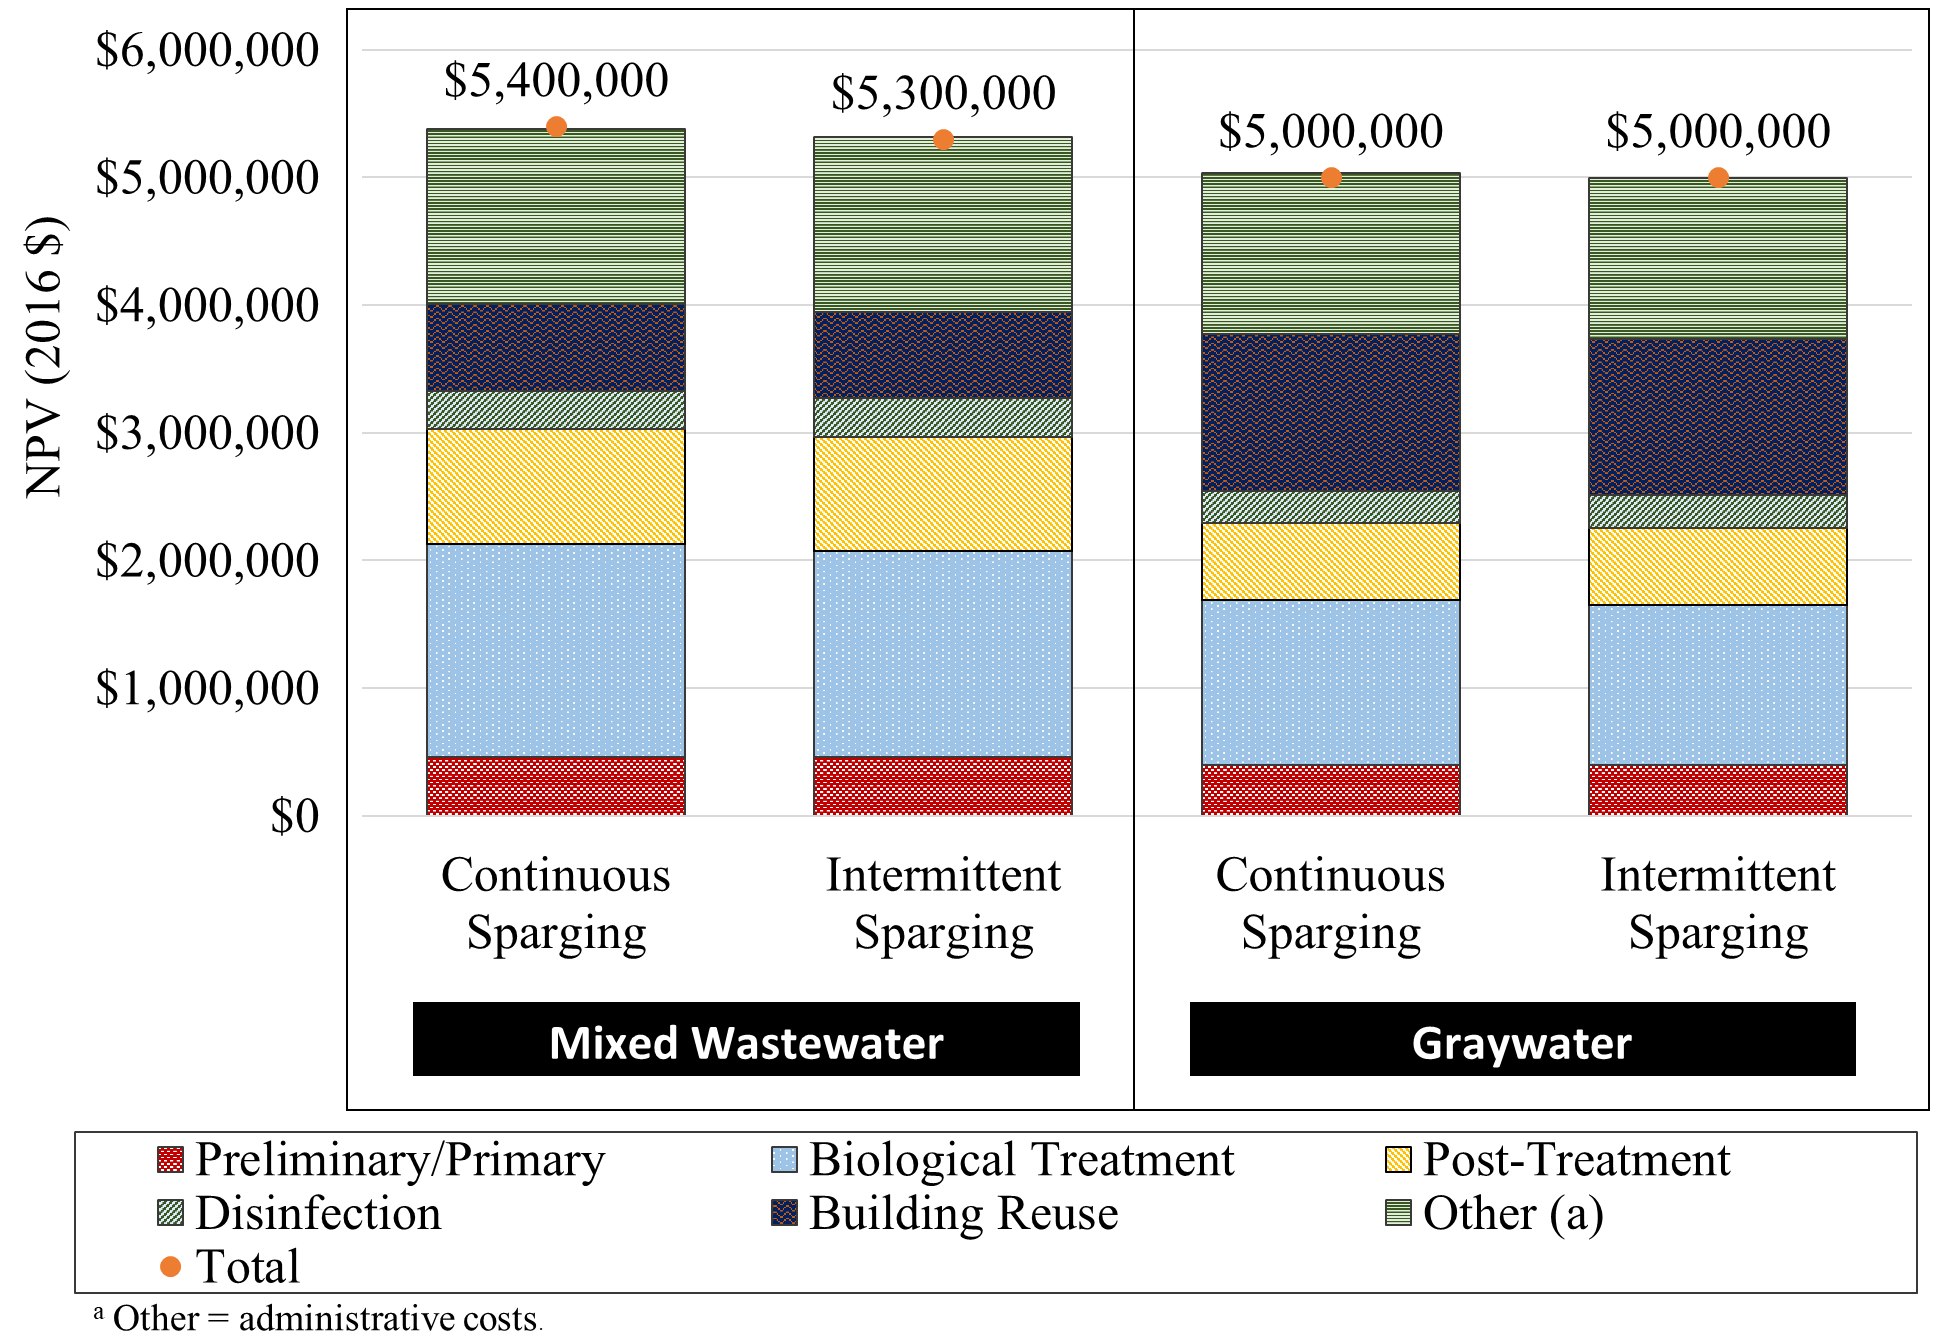 $6,000,000
$5,000,000
$4,000,000
$3,000,000
$2,000,000
$1,000,000
$0
NPV (2016 $)
$5,400,000
$5,300,000
$5,000,000
$5,000,000
Continuous
Sparging
Intermittent
Sparging
Continuous
Sparging
Intermittent
Sparging
Mixed Wastewater
Graywater
Preliminary/Primary
Biological Treatment
Post-Treatment
Disinfection
Building Reuse
Other (a)
Total
a Other = administrative costs.